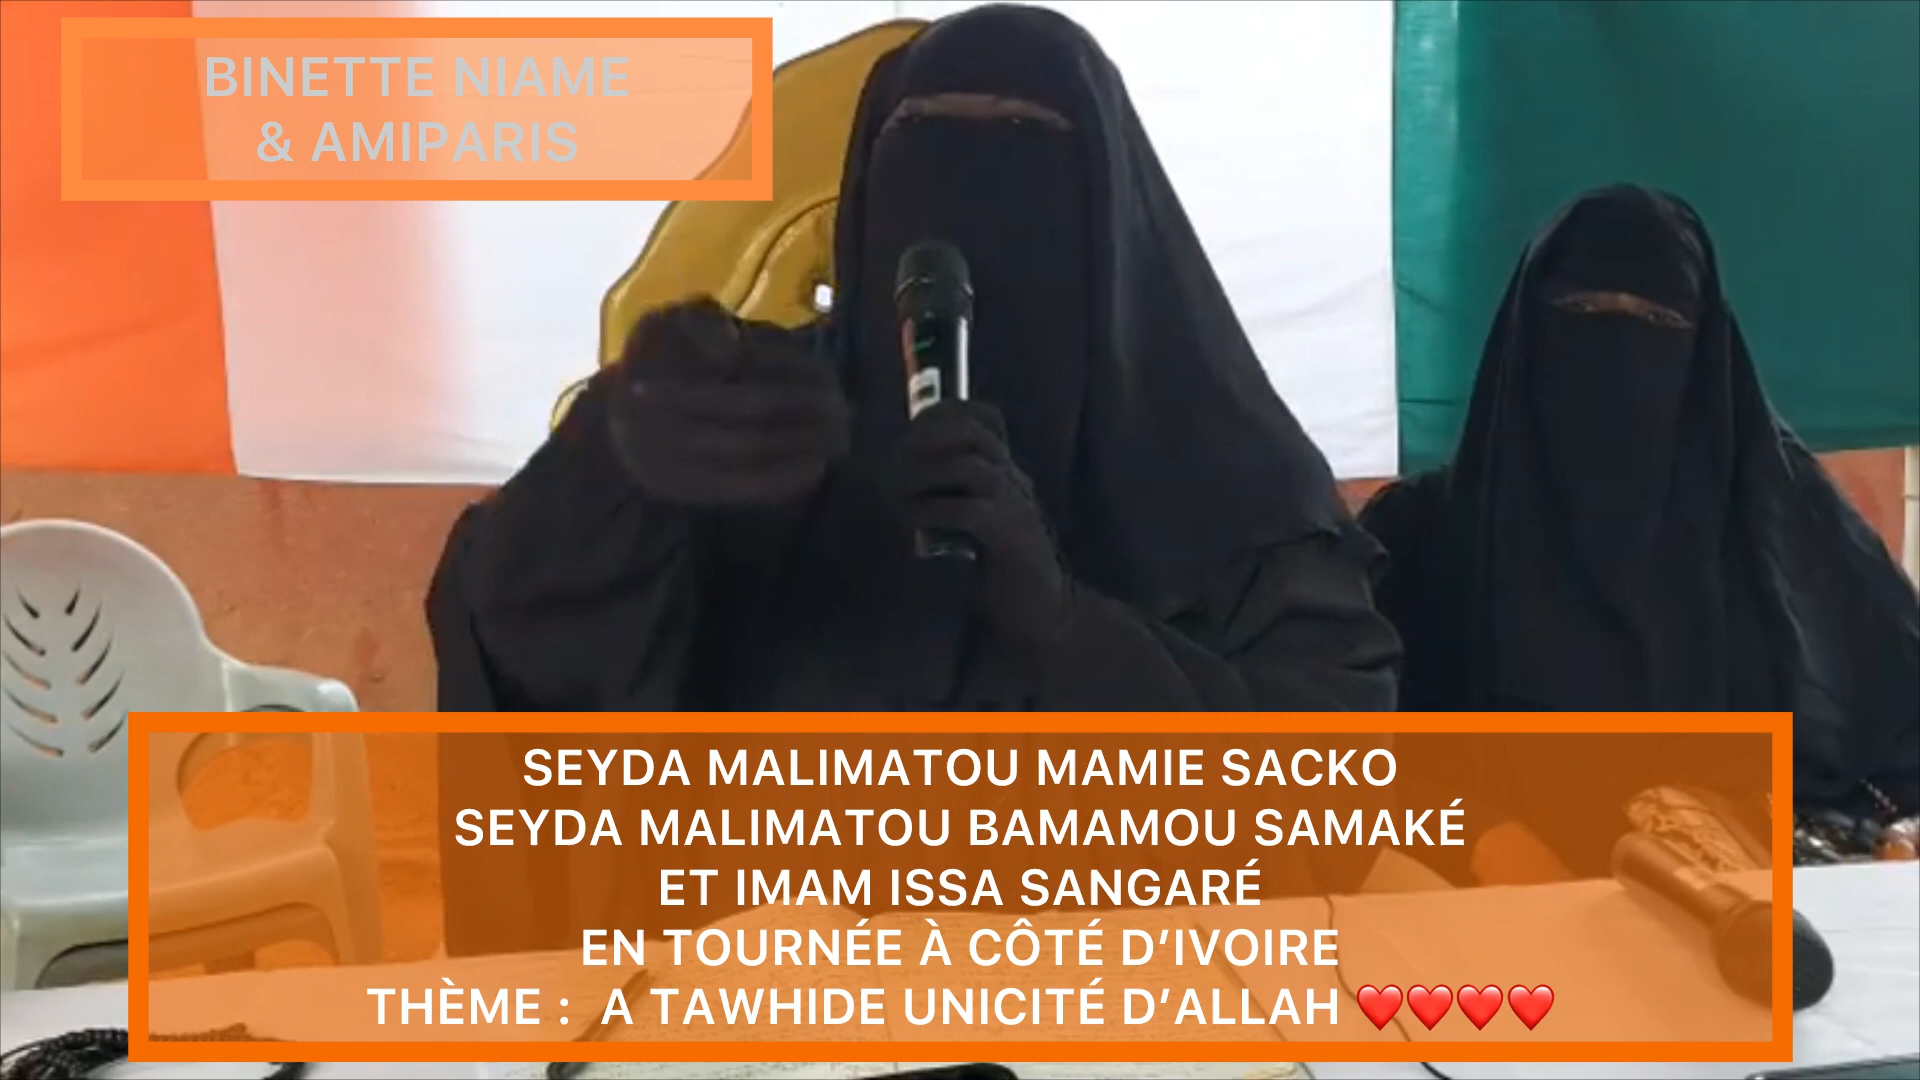 BINETTE NIAME
& AMIPARIS
SEYDA MALIMATOU MAMIE SACKO
SEYDA MALIMATOU BAMAMOU SAMAKÉ
ET IMAM ISSA SANGARÉ
EN TOURNÉE À CÔTÉ D’IVOIRE
THÈME :  A TAWHIDE UNICITÉ D’ALLAH ❤️❤️❤️❤️